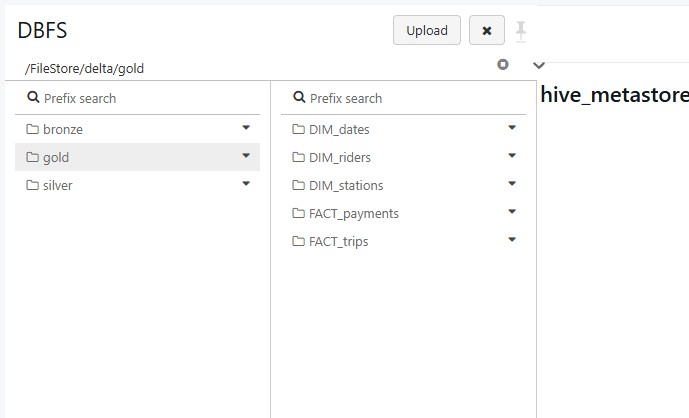 DBFS
Upload
/FileStore/delta/gold
hive_metastore
Prefix search
bronze
gold
silver
Prefix search
DIM_dates
DIM_riders
DIM_stations
FACT_payments
FACT_trips